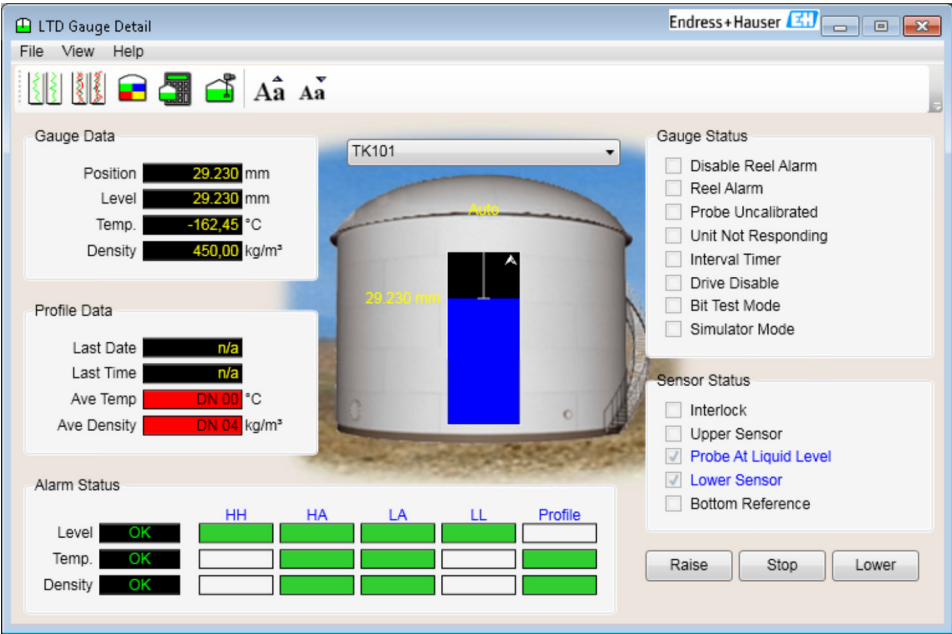 LTD Gauge Detail
Endress+Hauser EH
File View Help
Aa Aa
Gauge Data
Position 29.230 mm
Level 29.230 mm
Temp. -162,45 °C
Density 450,00 kg/m³
TK101
Auto
29.230 mm
Gauge Status
Disable Reel Alarm
Reel Alarm
Probe Uncalibrated
Unit Not Responding
Interval Timer
Drive Disable
Bit Test Mode
Simulator Mode
Profile Data
Last Date n/a
Last Time n/a
Ave Temp DN 00 °C
Ave Density DN 04 kg/m³
Sensor Status
Interlock
Upper Sensor
Probe At Liquid Level
Lower Sensor
Bottom Reference
Alarm Status
HH HA LA LL Profile
Level OK
Temp. OK
Density OK
Raise Stop Lower